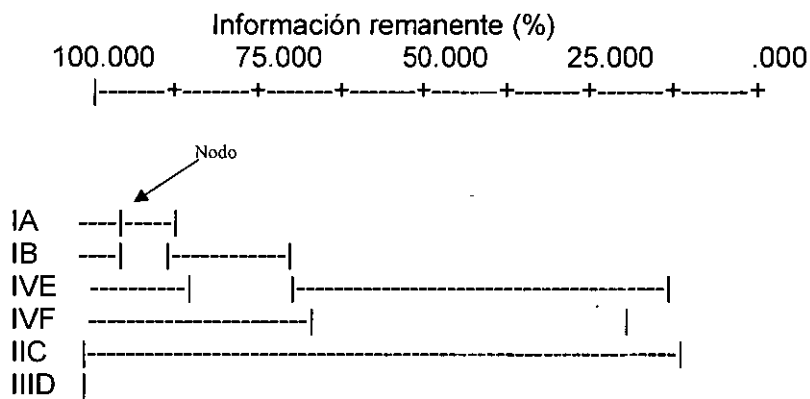 Información remanente (%)
100.000 75.000 50.000 25.000 .000
|-------+-------+-------+-------+-------+-------+-------+-------+
Nodo
IA ----|-----|
IB ----| |-----------|
IVE ---------| |-----------------------------------|
IVF ---------------------| |
IIC |--------------------------------------------------------|
IIID |